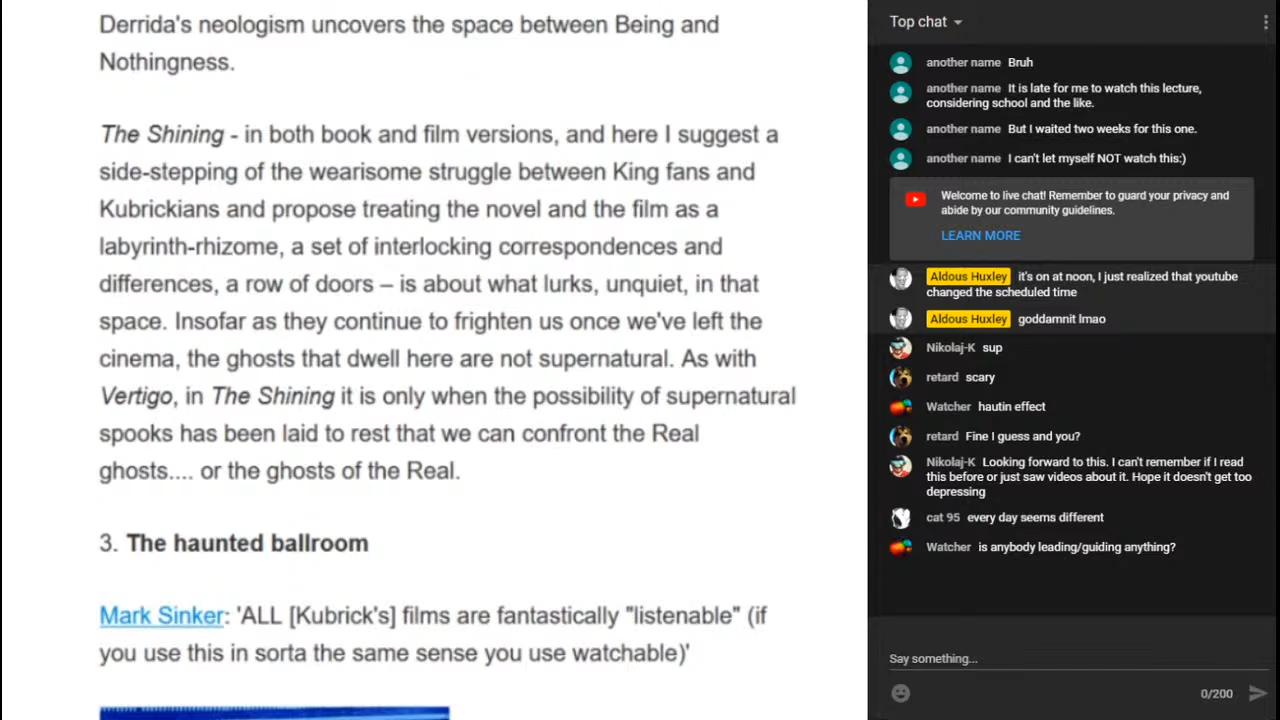 Derrida's neologism uncovers the space between Being and
Nothingness.
The Shining - in both book and film versions, and here I suggest a
side-stepping of the wearisome struggle between King fans and
Kubrickians and propose treating the novel and the film as a
labyrinth-rhizome, a set of interlocking correspondences and
differences, a row of doors – is about what lurks, unquiet, in that
space. Insofar as they continue to frighten us once we've left the
cinema, the ghosts that dwell here are not supernatural. As with
Vertigo, in The Shining it is only when the possibility of supernatural
spooks has been laid to rest that we can confront the Real
ghosts.... or the ghosts of the Real.
3. The haunted ballroom
Mark Sinker: 'ALL [Kubrick's] films are fantastically "listenable" (if
you use this in sorta the same sense you use watchable)'
Top chat
another name Bruh
another name It is late for me to watch this lecture,
considering school and the like.
another name But I waited two weeks for this one.
another name I can't let myself NOT watch this:)
Welcome to live chat! Remember to guard your privacy and
abide by our community guidelines.
LEARN MORE
Aldous Huxley it's on at noon, I just realized that youtube
changed the scheduled time
Aldous Huxley goddamnit lmao
Nikolaj-K sup
retard scary
Watcher hautin effect
retard Fine I guess and you?
Nikolaj-K Looking forward to this. I can't remember if I read
this before or just saw videos about it. Hope it doesn't get too
depressing
cat 95 every day seems different
Watcher is anybody leading/guiding anything?
Say something...
0/200